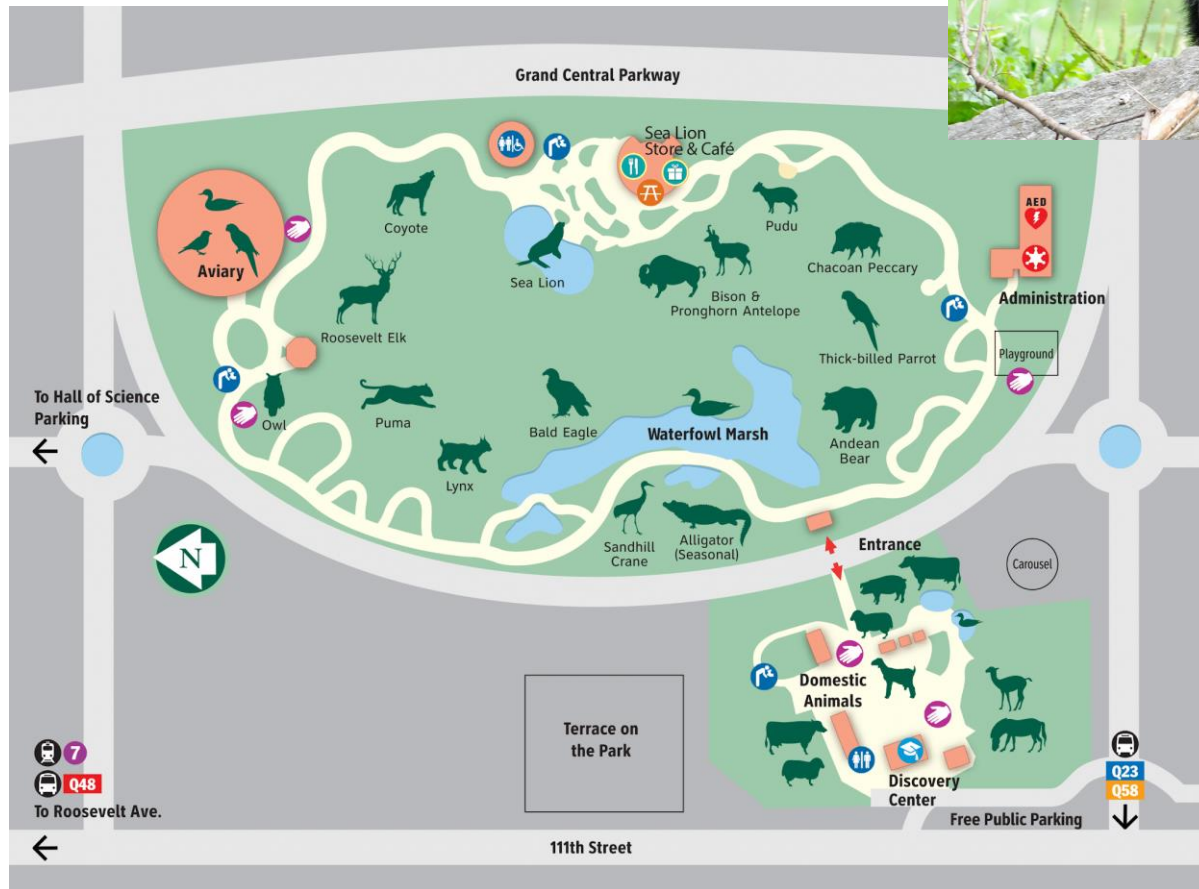 Grand Central Parkway
Sea Lion
Store & Café
AED
Coyote
Pudu
Aviary
Sea Lion
Chacoan Peccary
Bison &
Pronghorn Antelope
Administration
Roosevelt Elk
Thick-billed Parrot
Playground
To Hall of Science
Parking
Owl
Puma
Bald Eagle
Waterfowl Marsh
Andean
Bear
Lynx
Sandhill
Crane
Alligator
(Seasonal)
Entrance
N
Carousel
Domestic
Animals
Terrace on
the Park
7
Q48
To Roosevelt Ave.
Discovery
Center
Q23
Q58
Free Public Parking
111th Street